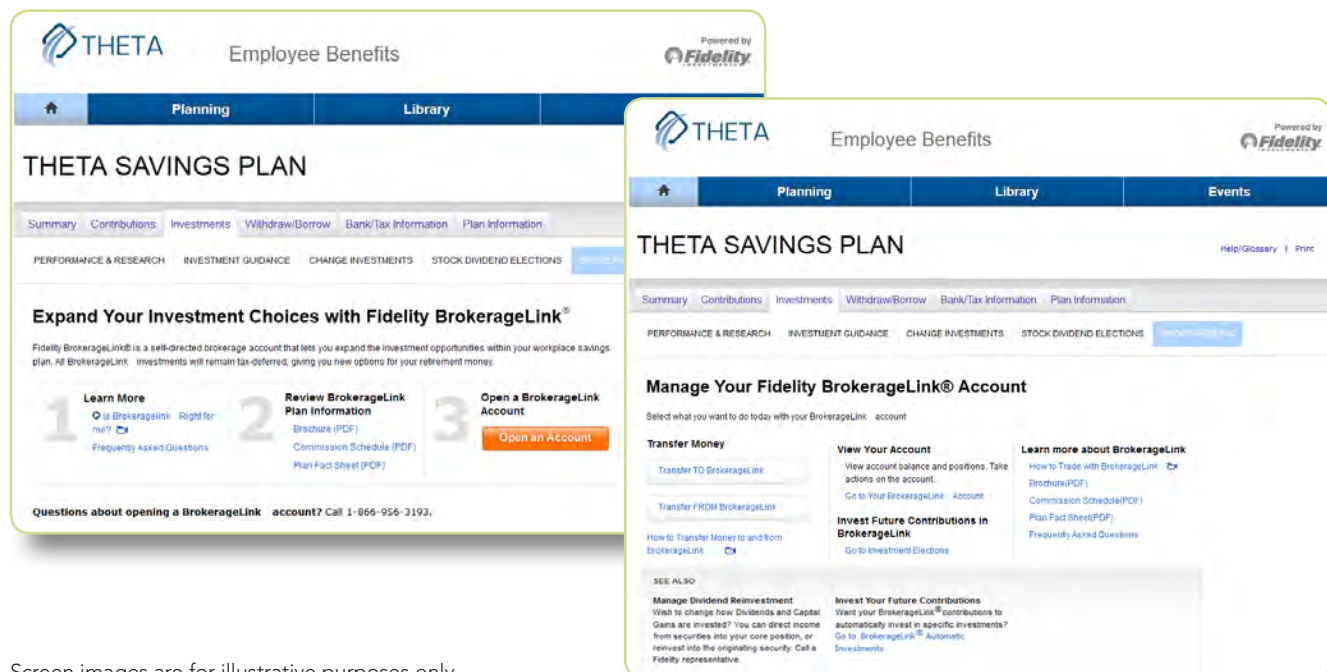 THETA
Employee Benefits
Powered by
Fidelity
INVESTMENTS
Planning
Library
THETA SAVINGS PLAN
Summary Contributions Investments Withdraw/Borrow Bank/Tax Information Plan Information
PERFORMANCE & RESEARCH INVESTMENT GUIDANCE CHANGE INVESTMENTS STOCK DIVIDEND ELECTIONS
Expand Your Investment Choices with Fidelity BrokerageLink®
Fidelity BrokerageLink® is a self-directed brokerage account that lets you expand the investment opportunities within your workplace savings
plan. All BrokerageLink investments will remain tax-deferred, giving you new options for your retirement money.
1
Learn More
Is Brokeragelink Right for
me?
Frequently Asked Questions
2
Review BrokerageLink
Plan Information
Brochure (PDF)
Commission Schedule (PDF)
Plan Fact Sheet (PDF)
3
Open a BrokerageLink
Account
Open an Account
Questions about opening a BrokerageLink account? Call 1-866-956-3193.
THETA
Employee Benefits
Powered by
Fidelity
INVESTMENTS
Planning
Library
Events
THETA SAVINGS PLAN
Help/Glossary | Print
Summary Contributions Investments Withdraw/Borrow Bank/Tax Information Plan Information
PERFORMANCE & RESEARCH INVESTMENT GUIDANCE CHANGE INVESTMENTS STOCK DIVIDEND ELECTIONS BROKERAGELINK
Manage Your Fidelity BrokerageLink® Account
Select what you want to do today with your BrokerageLink account
Transfer Money
Transfer TO BrokerageLink
Transfer FROM BrokerageLink
How to Transfer Money to and from
BrokerageLink
View Your Account
View account balance and positions. Take
actions on the account.
Go to Your BrokerageLink Account
Invest Future Contributions in
BrokerageLink
Go to Investment Elections
Learn more about BrokerageLink
How to Trade with BrokerageLink
Brochure(PDF)
Commission Schedule(PDF)
Plan Fact Sheet(PDF)
Frequently Asked Questions
SEE ALSO
Manage Dividend Reinvestment
Wish to change how Dividends and Capital
Gains are invested? You can direct income
from securities into your core position, or
reinvest into the originating security. Call a
Fidelity representative.
Invest Your Future Contributions
Want your BrokerageLink® contributions to
automatically invest in specific investments?
Go to BrokerageLink® Automatic
Investments
Screen images are for illustrative purposes only